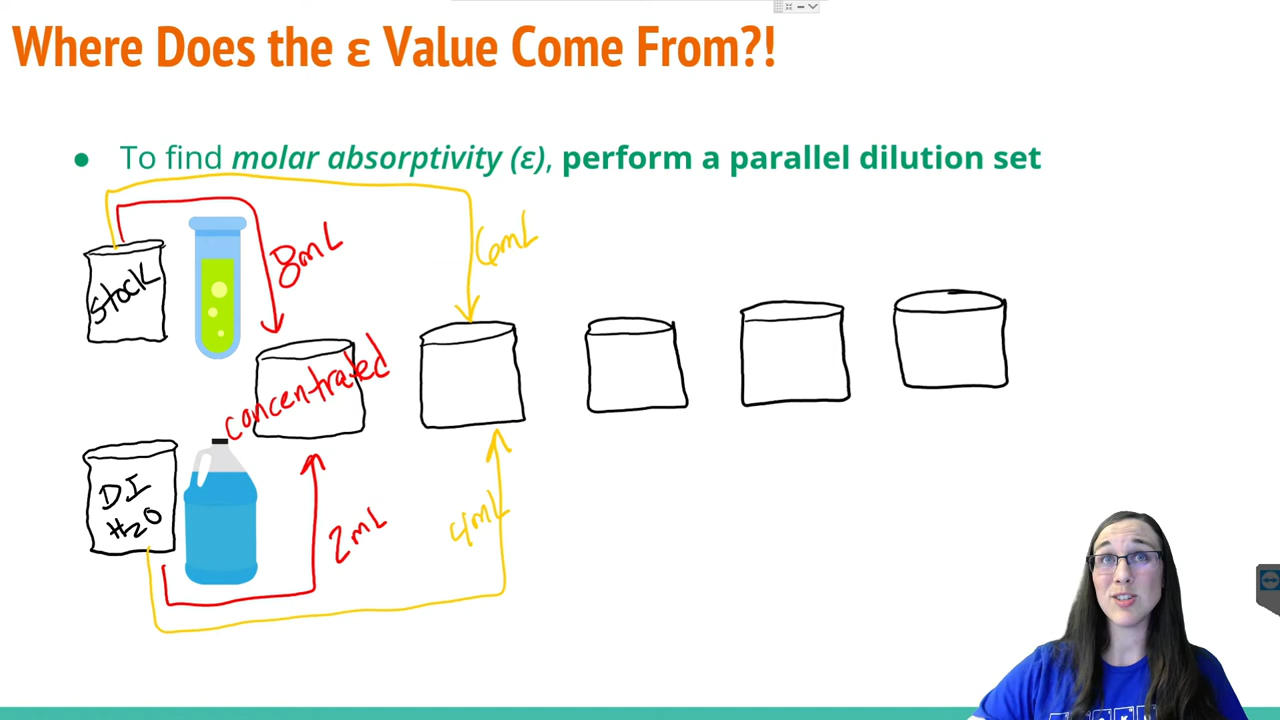 Where Does the ε Value Come From?!
● To find molar absorptivity (ε), perform a parallel dilution set
Stock
8mL
6mL
concentrated
DI
H2O
2mL
4mL